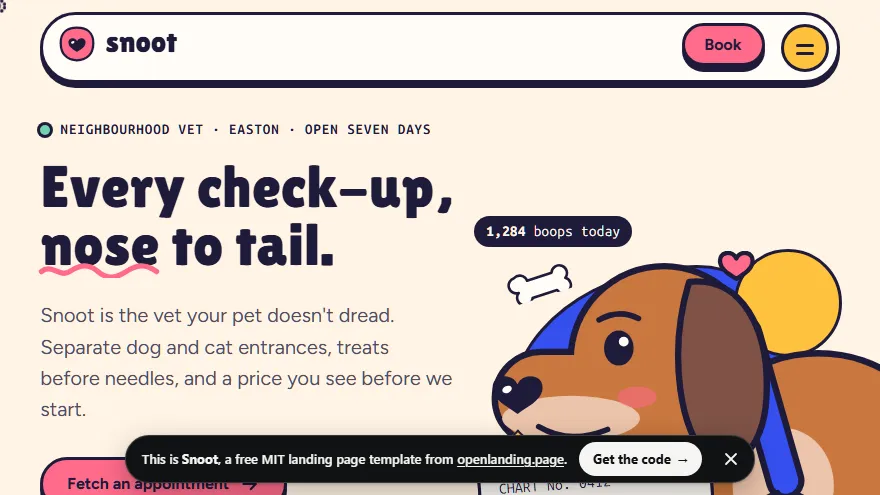 snoot
Book
NEIGHBOURHOOD VET · EASTON · OPEN SEVEN DAYS
Every check-up,
nose to tail.
1,284 boops today
Snoot is the vet your pet doesn't dread.
Separate dog and cat entrances, treats
before needles, and a price you see before we
start.
Fetch an appointment →
CHART No. 0412
This is Snoot, a free MIT landing page template from openlanding.page.
Get the code →